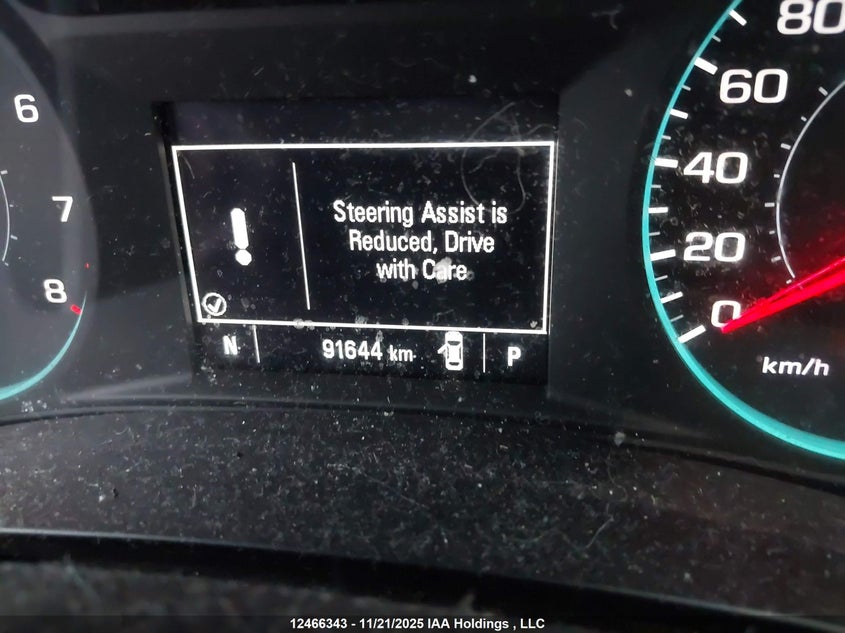 80
6
60
40
7
Steering Assist is
Reduced, Drive
with Care
20
8
0
N 91644 km P
km/h
12466343 - 11/21/2025 IAA Holdings , LLC